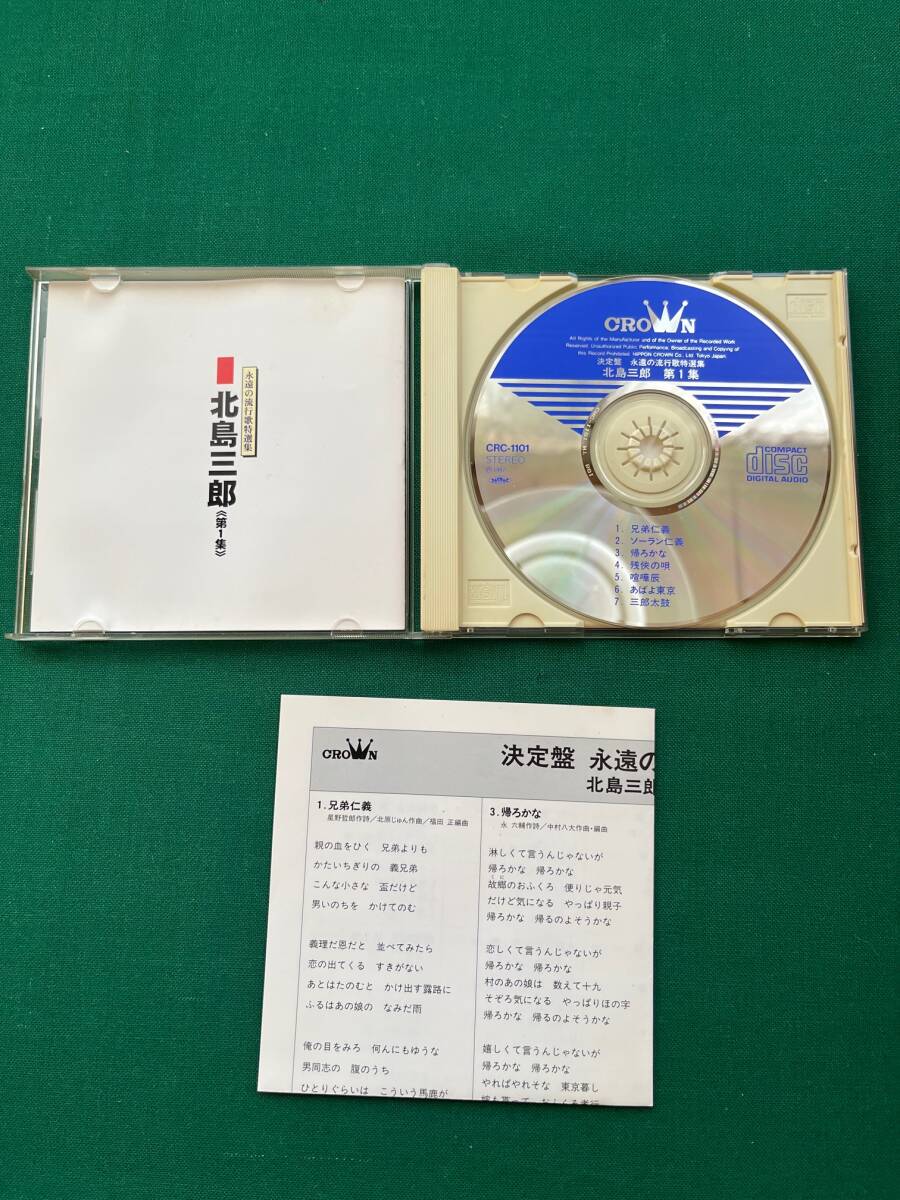 永遠の流行歌特選集
北島三郎
《第1集》
CROWN
All Rights of the Manufacturer and of the Owner of the Recorded Work
Reserved. Unauthorized Public Performance, Broadcasting and Copying of
this Record Prohibited. NIPPON CROWN Co., Ltd. Tokyo Japan
決定盤 永遠の流行歌特選集
北島三郎 第1集
CRC-1101
STEREO
COMPACT
disc
DIGITAL AUDIO
1. 兄弟仁義
2. ソーラン仁義
3. 帰ろかな
4. 残侠の唄
5. 喧嘩辰
6. あばよ東京
7. 三郎太鼓
CROWN
決定盤 永遠の
北島三郎
1.兄弟仁義
星野哲郎作詩/北原じゅん作曲/福田 正編曲
親の血をひく 兄弟よりも
かたいちぎりの 義兄弟
こんな小さな 盃だけど
男いのちを かけてのむ
義理だ恩だと 並べてみたら
恋の出てくる すきがない
あとはたのむと かけ出す露路に
ふるはあの娘の なみだ雨
俺の目をみろ 何んにもゆうな
男同志の 腹のうち
ひとりぐらいは こういう馬鹿が
3.帰ろかな
永 六輔作詩/中村八大作曲・編曲
淋しくて言うんじゃないが
帰ろかな 帰ろかな
くに
故郷のおふくろ 便りじゃ元気
だけど気になる やっぱり親子
帰ろかな 帰るのよそうかな
恋しくて言うんじゃないが
帰ろかな 帰ろかな
村のあの娘は 数えて十九
そぞろ気になる やっぱりほの字
帰ろかな 帰るのよそうかな
嬉しくて言うんじゃないが
帰ろかな 帰ろかな
やればやれそな 東京暮し
嫁も貰って おふくろ孝行